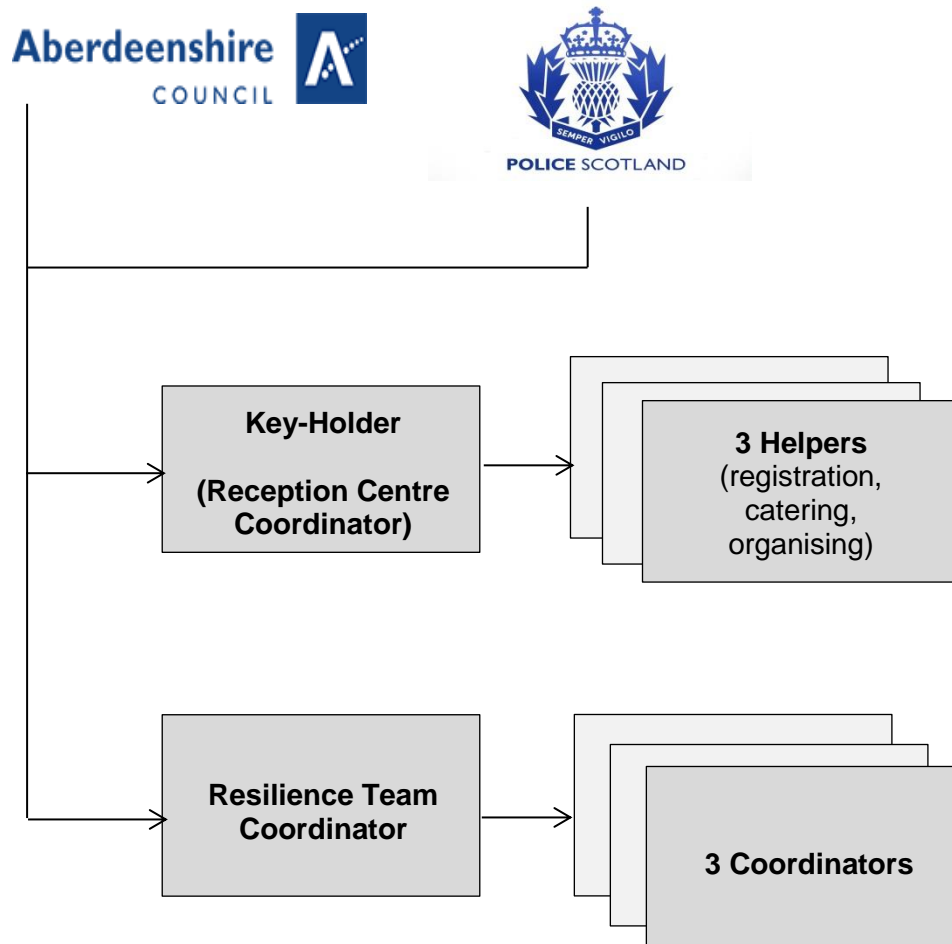 Aberdeenshire
COUNCIL
SEMPER VIGILO
POLICE SCOTLAND
Key-Holder
(Reception Centre
Coordinator)
3 Helpers
(registration,
catering,
organising)
Resilience Team
Coordinator
3 Coordinators